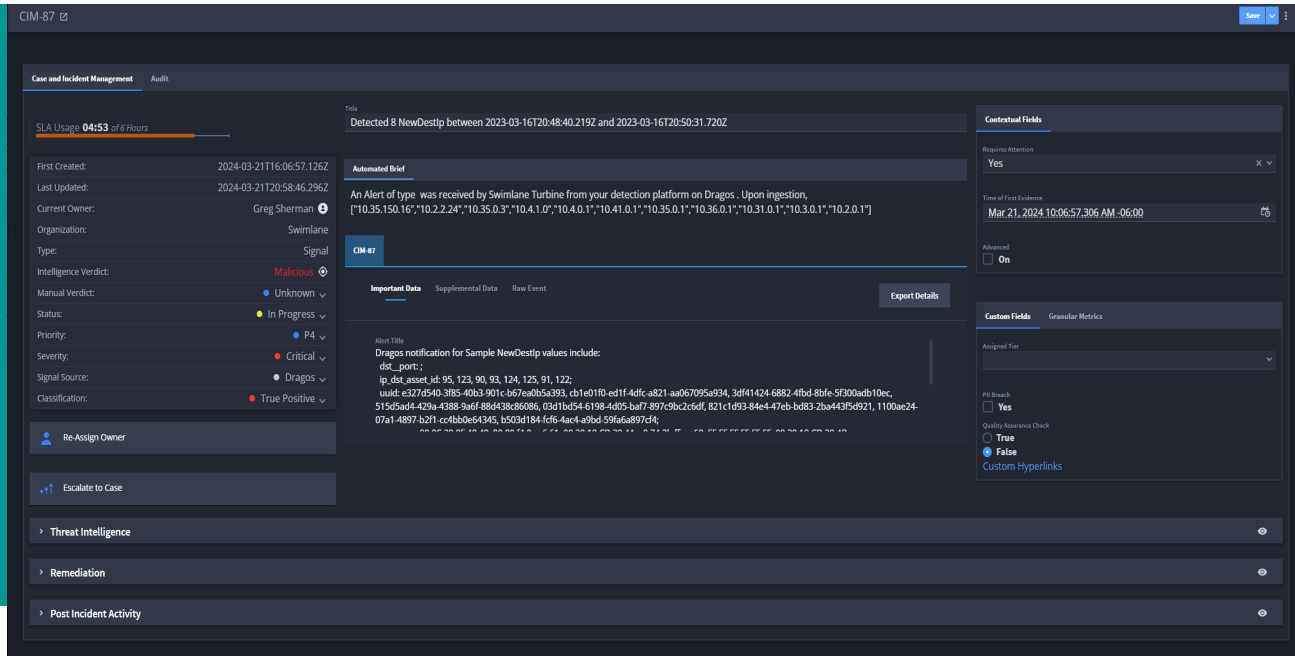 CIM-87
Save
Case and Incident Management
Audit
SLA Usage 04:53 of 6 Hours
First Created: 2024-03-21T16:06:57.126Z
Last Updated: 2024-03-21T20:58:46.296Z
Current Owner: Greg Sherman
Organization: Swimlane
Type: Signal
Intelligence Verdict: Malicious
Manual Verdict: Unknown
Status: In Progress
Priority: P4
Severity: Critical
Signal Source: Dragos
Classification: True Positive
Re-Assign Owner
Escalate to Case
Title
Detected 8 NewDestIp between 2023-03-16T20:48:40.219Z and 2023-03-16T20:50:31.720Z
Automated Brief
An Alert of type was received by Swimlane Turbine from your detection platform on Dragos . Upon ingestion,
["10.35.150.16","10.2.2.24","10.35.0.3","10.4.1.0","10.4.0.1","10.41.0.1","10.35.0.1","10.36.0.1","10.31.0.1","10.3.0.1","10.2.0.1"]
CIM-87
Important Data
Supplemental Data
Raw Event
Export Details
Alert Title
Dragos notification for Sample NewDestIp values include:
dst_port: ;
ip_dst_asset_id: 95, 123, 90, 93, 124, 125, 91, 122;
uuid: e327d540-3f85-40b3-901c-b67ea0b5a393, cb1e01f0-ed1f-4dfc-a821-aa067095a934, 3df41424-6882-4fbd-8bfe-5f300adb10ec,
515d5ad4-429a-4388-9a6f-88d438c86086, 03d1bd54-6198-4d05-baf7-897c9bc2c6df, 821c1d93-84e4-47eb-bd83-2ba443f5d921, 1100ae24-
07a1-4897-b2f1-cc4bb0e64345, b503d184-fcf6-4ac4-a9bd-59fa6a897cf4;
Contextual Fields
Requires Attention
Yes
Time of First Evidence
Mar 21, 2024 10:06:57.306 AM -06:00
Advanced
On
Custom Fields
Granular Metrics
Assigned Tier
PII Breach
Yes
Quality Assurance Check
True
False
Custom Hyperlinks
Threat Intelligence
Remediation
Post Incident Activity